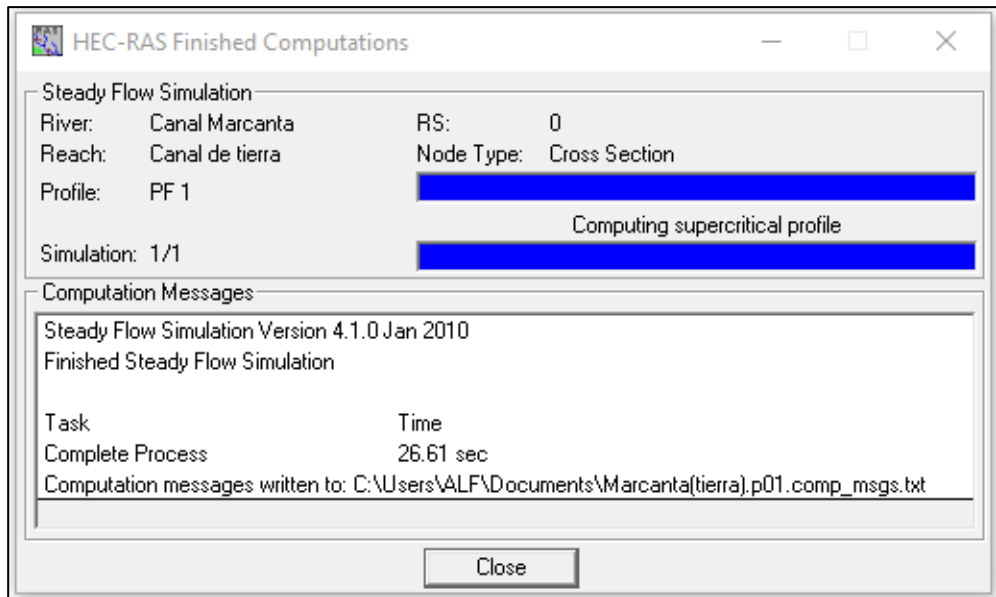 HEC-RAS Finished Computations
Steady Flow Simulation
River: Canal Marcanta RS: 0
Reach: Canal de tierra Node Type: Cross Section
Profile: PF 1
Computing supercritical profile
Simulation: 1/1
Computation Messages
Steady Flow Simulation Version 4.1.0 Jan 2010
Finished Steady Flow Simulation
Task Time
Complete Process 26.61 sec
Computation messages written to: C:\Users\ALF\Documents\Marcanta(tierra).p01.comp_msgs.txt
Close